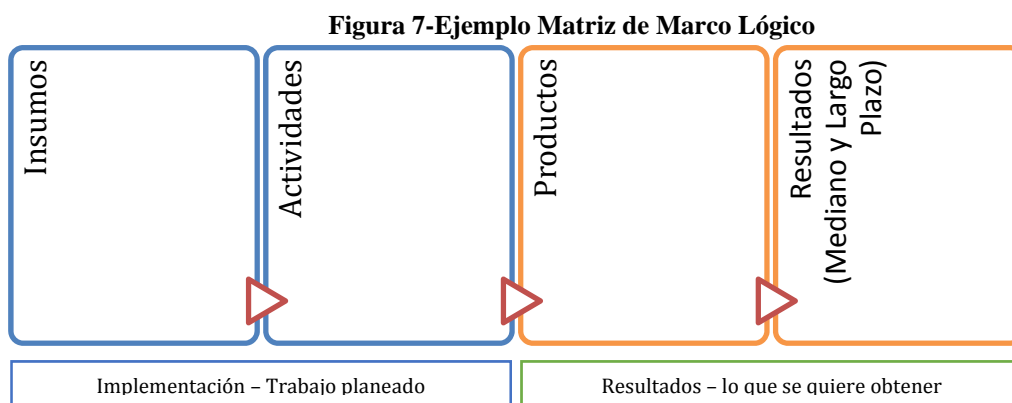 Figura 7-Ejemplo Matriz de Marco Lógico
Insumos
Actividades
Productos
Resultados
(Mediano y Largo
Plazo)
Implementación – Trabajo planeado
Resultados – lo que se quiere obtener